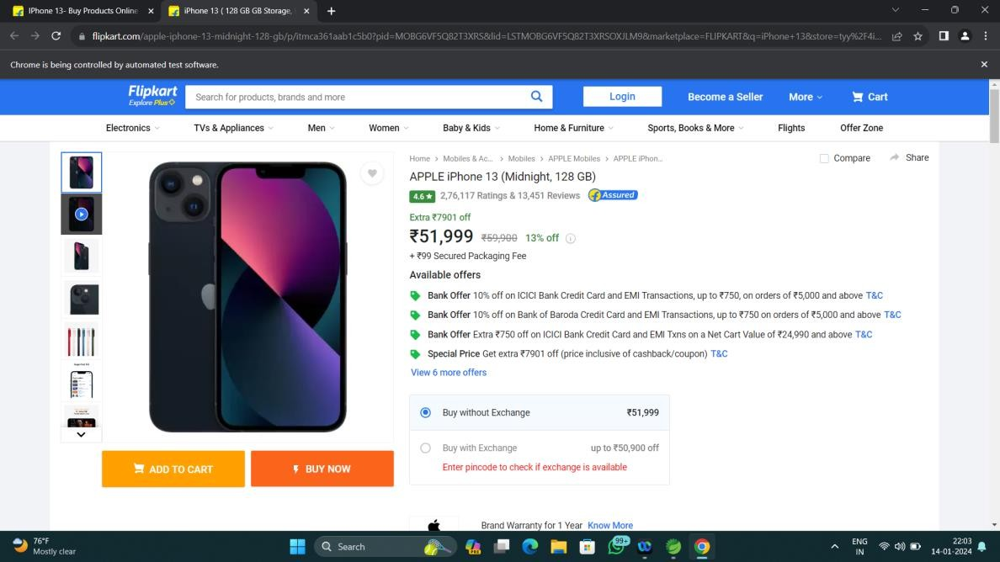 IPhone 13- Buy Products Online
iPhone 13 ( 128 GB GB Storage,
flipkart.com/apple-iphone-13-midnight-128-gb/p/itmca361aab1c5b0?pid=MOBG6VF5Q82T3XRS&lid=LSTMOBG6VF5Q82T3XRSOXJLM9&marketplace=FLIPKART&q=iPhone+13&store=tyy%2F4i...
Chrome is being controlled by automated test software.
Flipkart
Explore Plus
Search for products, brands and more
Login
Become a Seller
More
Cart
Electronics
TVs & Appliances
Men
Women
Baby & Kids
Home & Furniture
Sports, Books & More
Flights
Offer Zone
Home > Mobiles & Ac... > Mobiles > APPLE Mobiles > APPLE iPhon...
Compare
Share
APPLE iPhone 13 (Midnight, 128 GB)
4.6 ★ 2,76,117 Ratings & 13,451 Reviews Assured
Extra ₹7901 off
₹51,999 ₹59,900 13% off
+ ₹99 Secured Packaging Fee
Available offers
Bank Offer 10% off on ICICI Bank Credit Card and EMI Transactions, up to ₹750, on orders of ₹5,000 and above T&C
Bank Offer 10% off on Bank of Baroda Credit Card and EMI Transactions, up to ₹750 on orders of ₹5,000 and above T&C
Bank Offer Extra ₹750 off on ICICI Bank Credit Card and EMI Txns on a Net Cart Value of ₹24,990 and above T&C
Special Price Get extra ₹7901 off (price inclusive of cashback/coupon) T&C
View 6 more offers
Buy without Exchange ₹51,999
Buy with Exchange up to ₹50,900 off
Enter pincode to check if exchange is available
ADD TO CART
BUY NOW
Brand Warranty for 1 Year Know More
76°F
Mostly clear
Search
PRE
99+
ENG
IN
22:03
14-01-2024